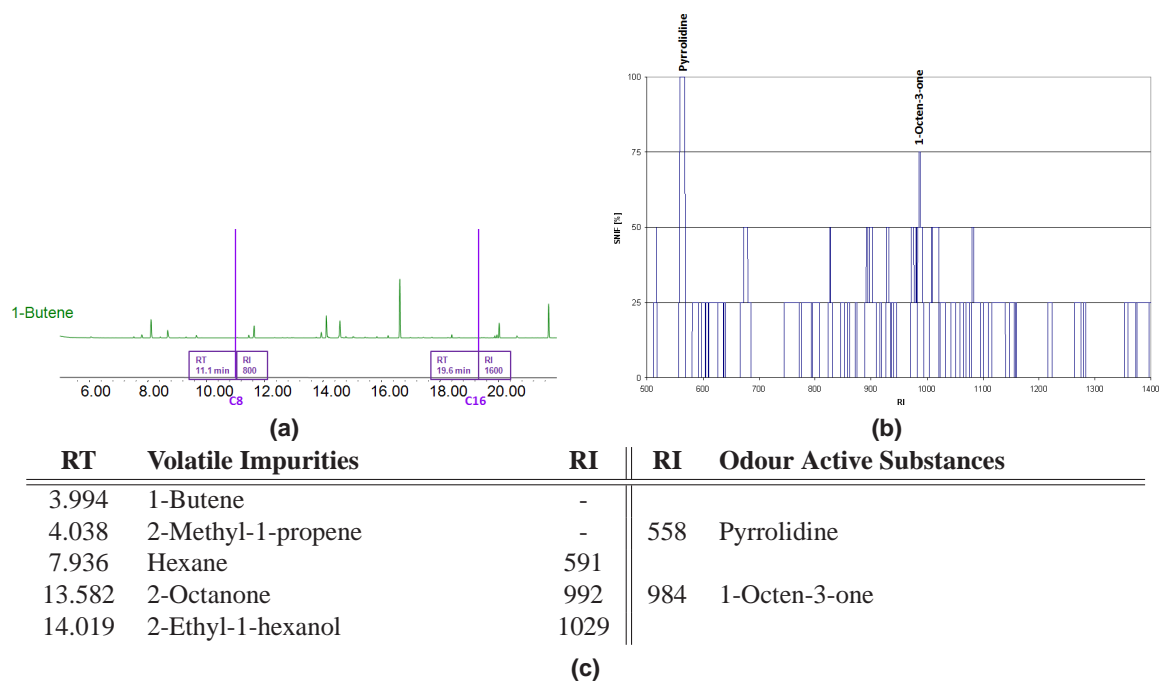 1-Butene
RT RI
11.1 min 800
RT RI
19.6 min 1600
6.00 8.00 10.00 12.00 14.00 16.00 18.00 20.00
C8 C16
(a)
Pyrrolidine
1-Octen-3-one
100
75
50
25
0
SNIF [%]
500 600 700 800 900 1000 1100 1200 1300 1400
RI
(b)
RT Volatile Impurities RI RI Odour Active Substances
3.994 1-Butene -
4.038 2-Methyl-1-propene - 558 Pyrrolidine
7.936 Hexane 591
13.582 2-Octanone 992 984 1-Octen-3-one
14.019 2-Ethyl-1-hexanol 1029
(c)